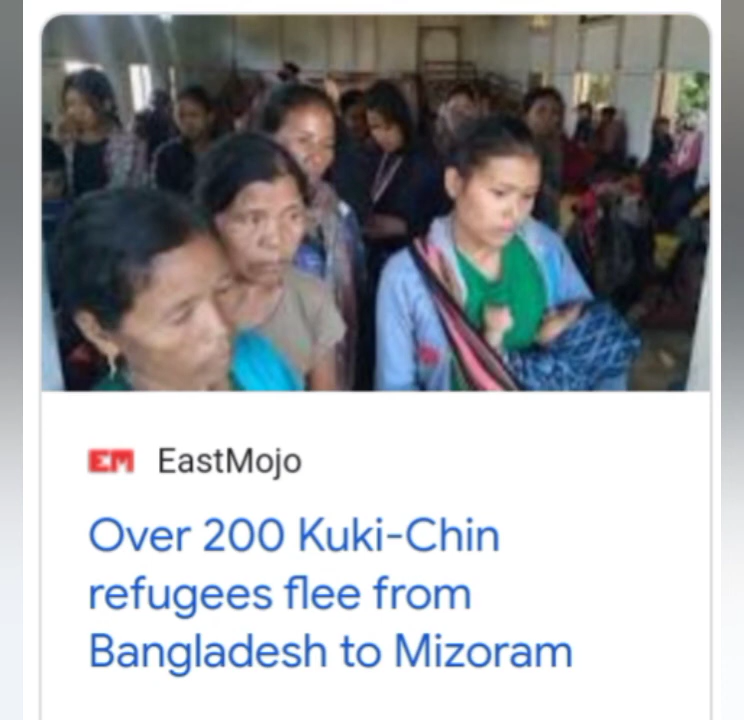 EM EastMojo
Over 200 Kuki-Chin
refugees flee from
Bangladesh to Mizoram